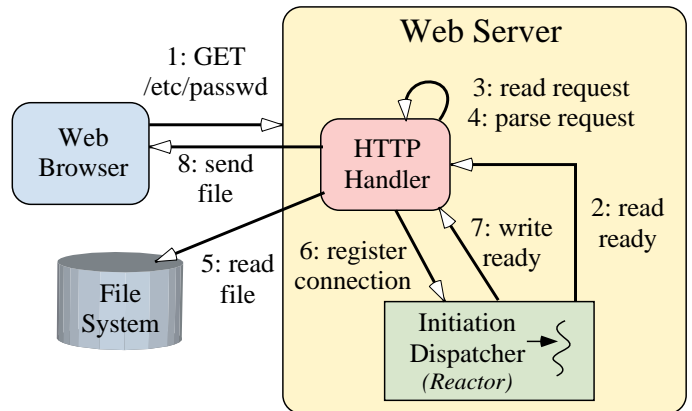 Web Server
1: GET
/etc/passwd
3: read request
4: parse request
Web
Browser
HTTP
Handler
8: send
file
2: read
ready
7: write
ready
6: register
connection
5: read
file
File
System
Initiation
Dispatcher
(Reactor)